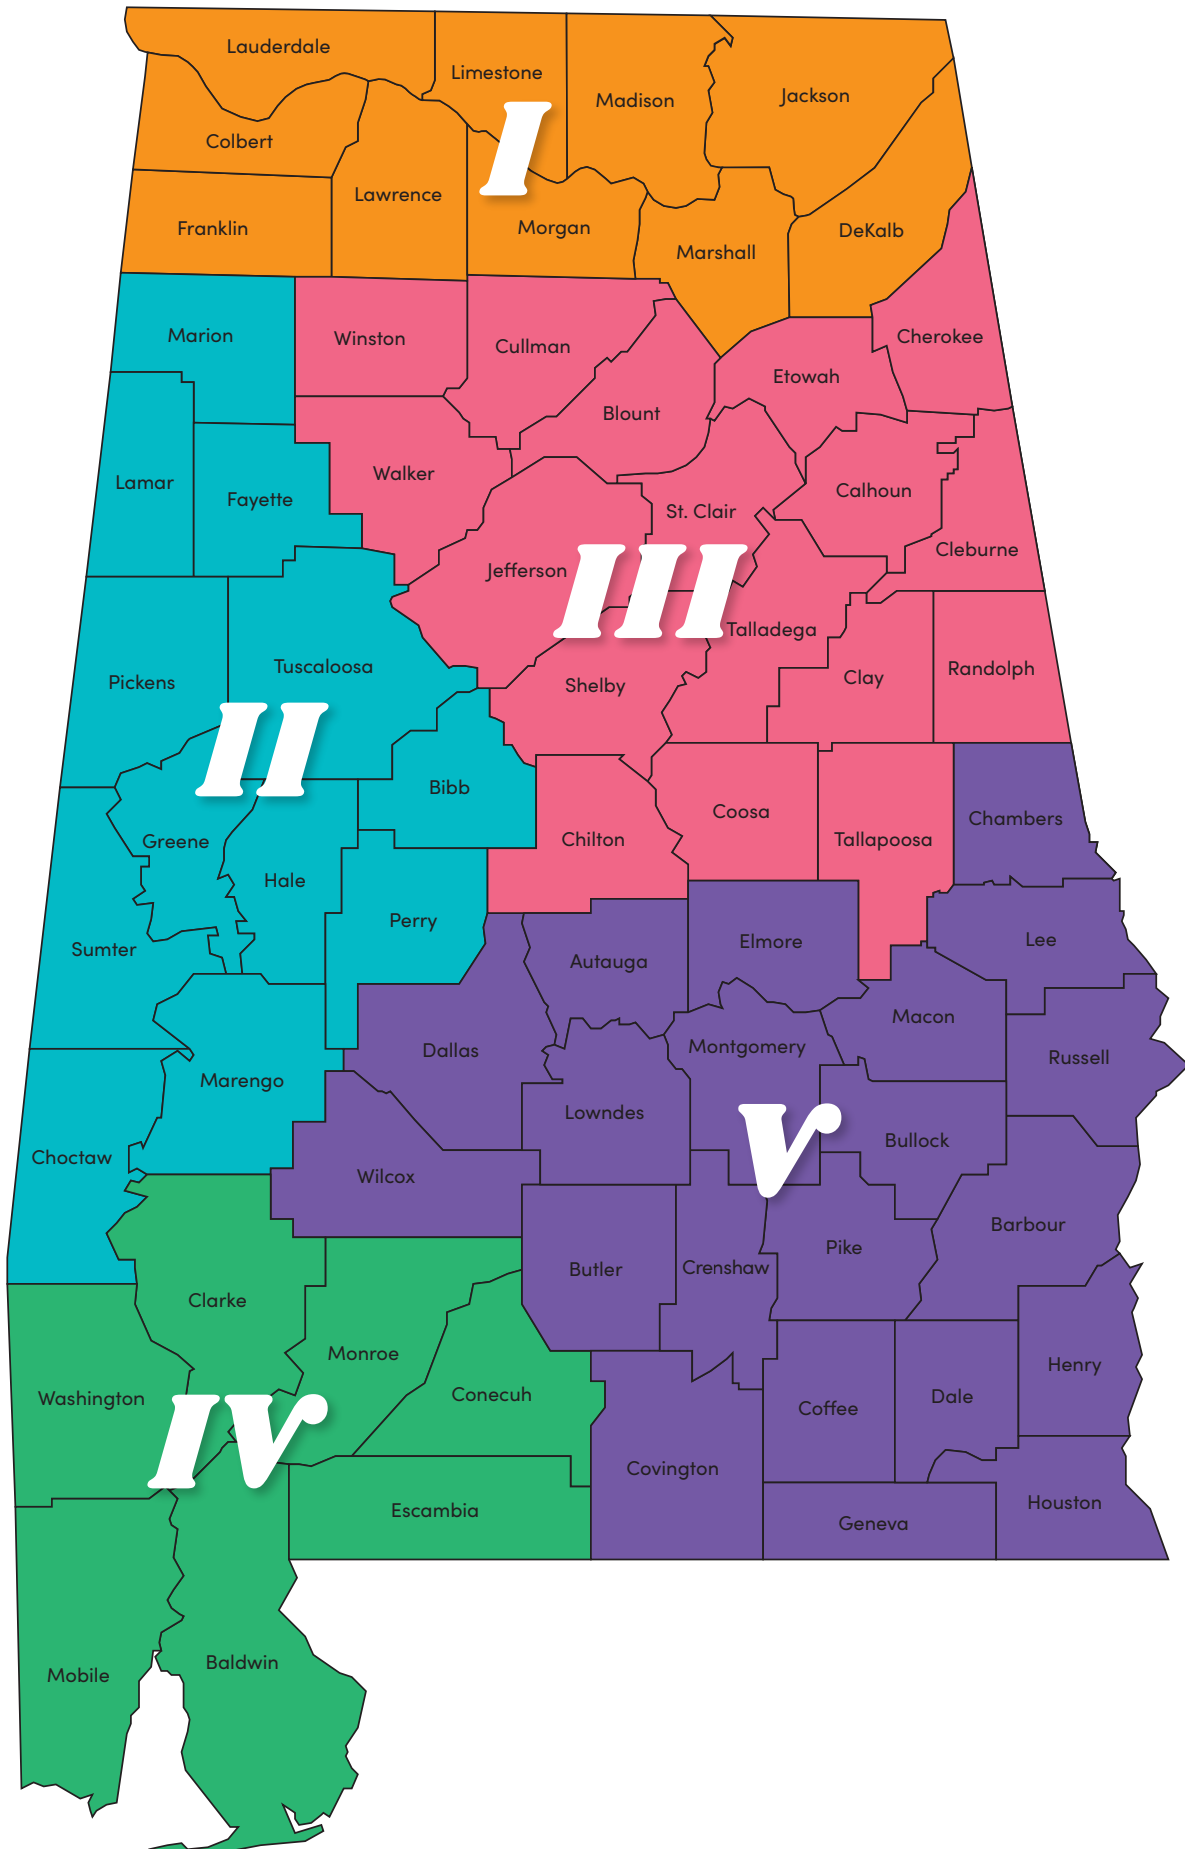 Lauderdale
Limestone
Madison
Jackson
Colbert
I
Lawrence
Franklin
Morgan
DeKalb
Marshall
Marion
Winston
Cullman
Cherokee
Etowah
Blount
Walker
Lamar
Fayette
Calhoun
St. Clair
Cleburne
Jefferson
III
Talladega
Tuscaloosa
Randolph
Clay
Pickens
Shelby
II
Bibb
Coosa
Chambers
Greene
Chilton
Tallapoosa
Hale
Perry
Lee
Elmore
Sumter
Autauga
Macon
Montgomery
Dallas
Russell
Marengo
Lowndes
Bullock
V
Choctaw
Wilcox
Barbour
Pike
Crenshaw
Butler
Clarke
Monroe
Henry
Conecuh
Dale
Washington
Coffee
IV
Covington
Houston
Escambia
Geneva
Baldwin
Mobile